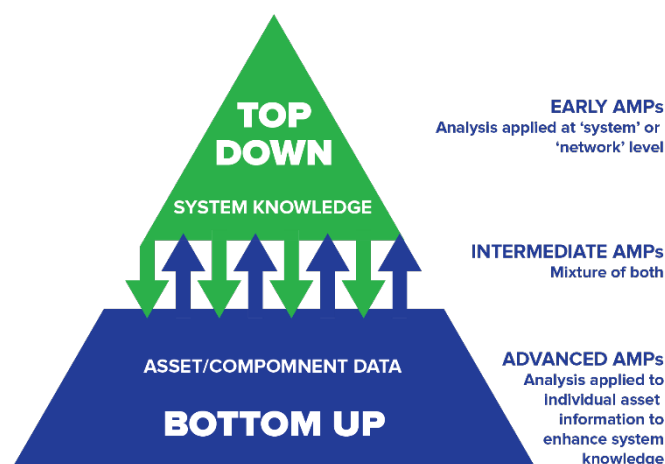 TOP
DOWN
SYSTEM KNOWLEDGE
EARLY AMPs
Analysis applied at ‘system’ or
‘network’ level
INTERMEDIATE AMPs
Mixture of both
ASSET/COMPOMNENT DATA
BOTTOM UP
ADVANCED AMPs
Analysis applied to
individual asset
information to
enhance system
knowledge